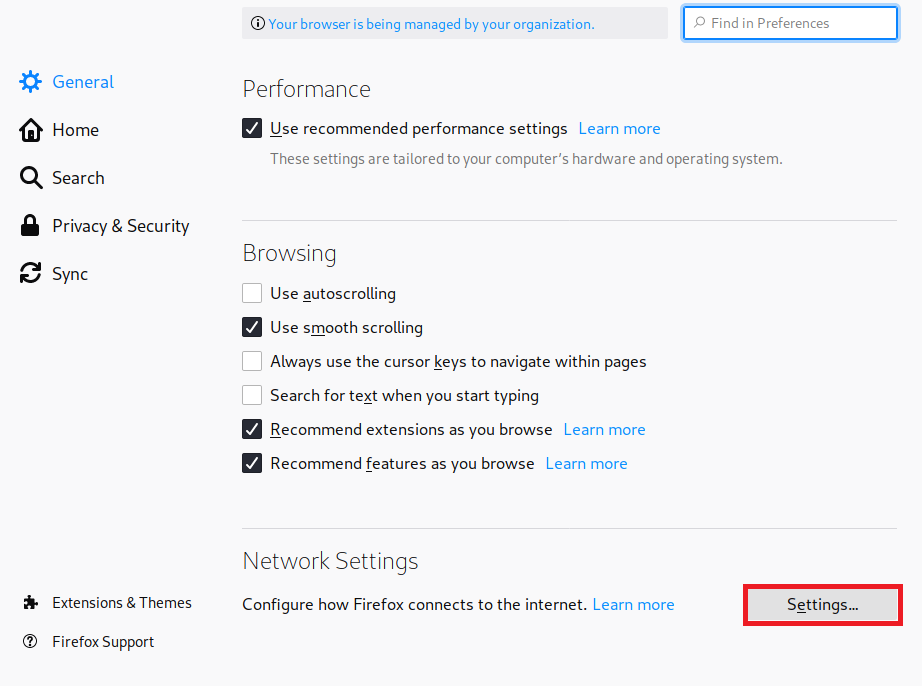 Your browser is being managed by your organization.
Find in Preferences
General
Home
Search
Privacy & Security
Sync
Extensions & Themes
Firefox Support
Performance
Use recommended performance settings Learn more
These settings are tailored to your computer’s hardware and operating system.
Browsing
Use autoscrolling
Use smooth scrolling
Always use the cursor keys to navigate within pages
Search for text when you start typing
Recommend extensions as you browse Learn more
Recommend features as you browse Learn more
Network Settings
Configure how Firefox connects to the internet. Learn more
Settings...